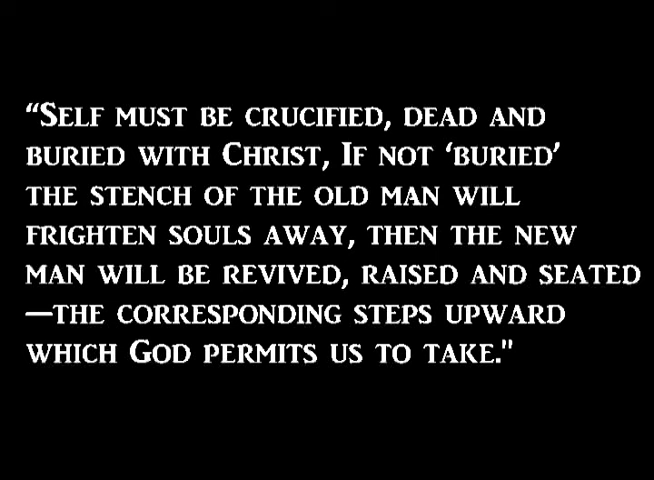 “Self must be crucified, dead and
buried with Christ, If not ‘buried’
the stench of the old man will
frighten souls away, then the new
man will be revived, raised and seated
—the corresponding steps upward
which God permits us to take."